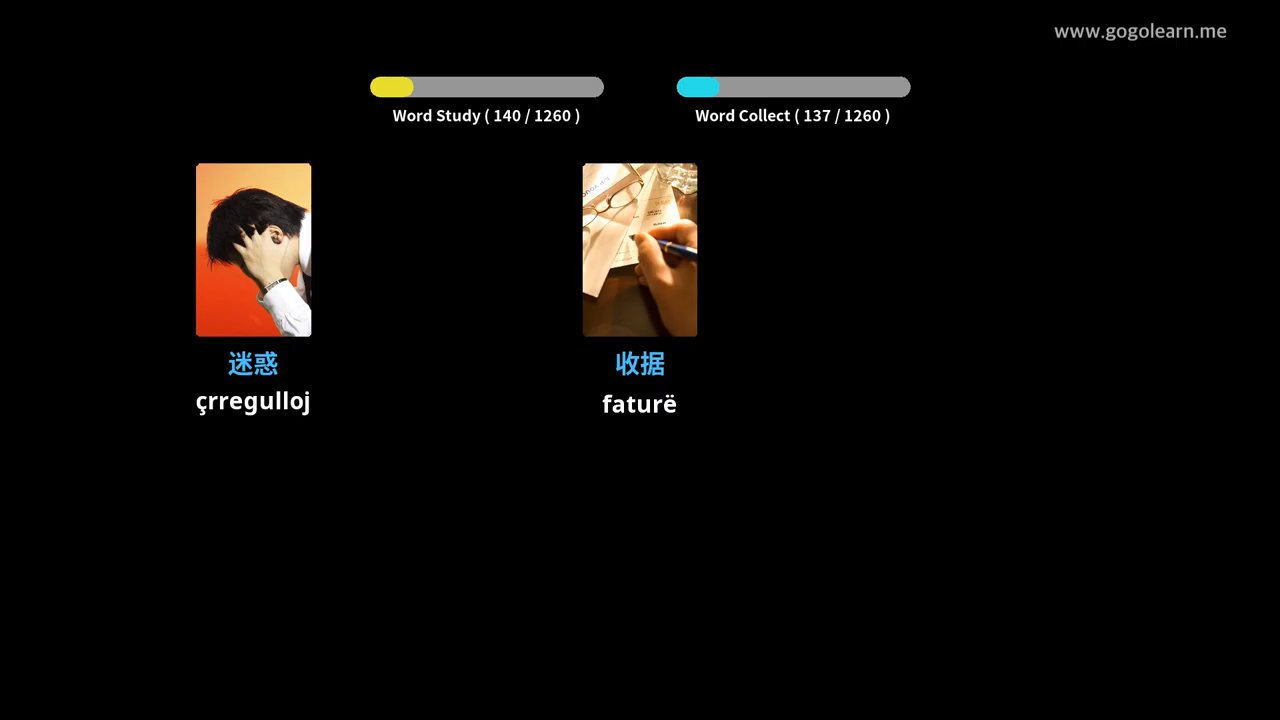 www.gogolearn.me
Word Study ( 140 / 1260 )
Word Collect ( 137 / 1260 )
迷惑
çrregulloj
收据
faturë